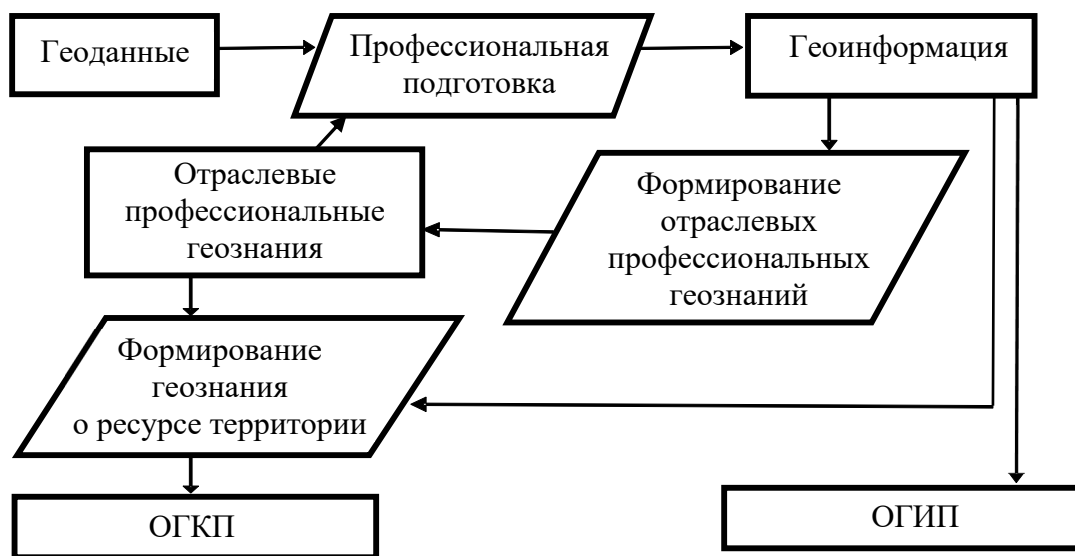 Геоданные
Профессиональная
подготовка
Геоинформация
Отраслевые
профессиональные
геознания
Формирование
отраслевых
профессиональных
геознаний
Формирование
геознания
о ресурсе территории
ОГКП
ОГИП